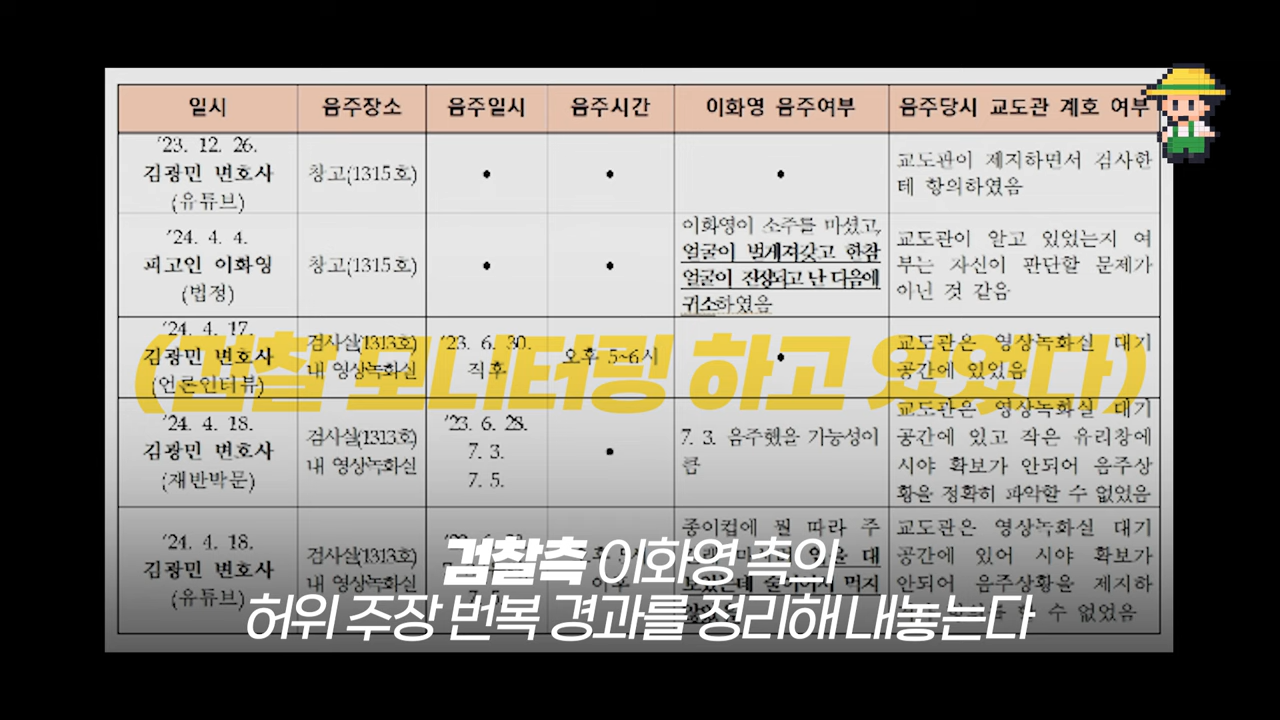 일시 음주장소 음주일시 음주시간 이화영 음주여부 음주당시 교도관 계호 여부
'23. 12. 26.
김광민 변호사
(유튜브)
창고(1315호)
•
•
•
교도관이 제지하면서 검사한
테 항의하였음
'24. 4. 4.
피고인 이화영
(법정)
창고(1315호)
•
•
이화영이 소주를 마셨고,
얼굴이 벌게져갖고 한참
얼굴이 진상되고 난 다음에
귀소하였음
교도관이 알고 있었는지 여
부는 자신이 판단할 문제가
아닌 것 같음
'24. 4. 17.
김광민 변호사
(언론인터뷰)
검사실(1313호)
내 영상녹화실
'23. 6. 30.
직후
오후 5~6시
•
교도관은 영상녹화실 대기
공간에 있었음
(검찰 모니터링 하고 있었다)
'24. 4. 18.
김광민 변호사
(재반박문)
검사실(1313호)
내 영상녹화실
'23. 6. 28.
7. 3.
7. 5.
•
7. 3. 음주했을 가능성이
큼
교도관은 영상녹화실 대기
공간에 있고 작은 유리창에
시야 확보가 안되어 음주상
황을 정확히 파악할 수 없었음
'24. 4. 18.
김광민 변호사
(유튜브)
검사실(1313호)
내 영상녹화실
종이컵에 뭘 따라 주
입을 대
먹지
교도관은 영상녹화실 대기
공간에 있어 시야 확보가
안되어 음주상황을 제지하
수 없었음
검찰측 이화영 측의
허위 주장 번복 경과를 정리해 내놓는다